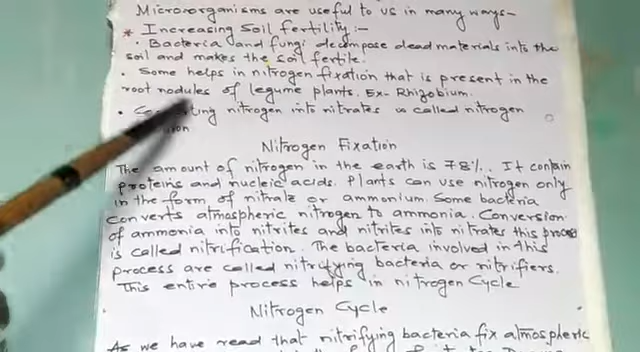 Microorganisms are useful to us in many ways-
* Increasing Soil fertility :-
· Bacteria and fungi decompose dead materials into the
soil and makes the soil fertile.
· Some helps in nitrogen fixation that is present in the
root nodules of legume plants. Ex- Rhizobium.
· nitrogen into nitrates is called nitrogen
Nitrogen Fixation
The amount of nitrogen in the earth is 78%. It contain
proteins and nucleic acids. Plants can use nitrogen only
in the form of nitrate or ammonium. Some bacteria
converts atmospheric nitrogen to ammonia. Conversion
of ammonia into nitrites and nitrites into nitrates this process
is called nitrification. The bacteria involved in this
process are called nitrifying bacteria or nitrifiers.
This entire process helps in nitrogen Cycle
Nitrogen Cycle
As we have read that nitrifying bacteria fix atmospheric